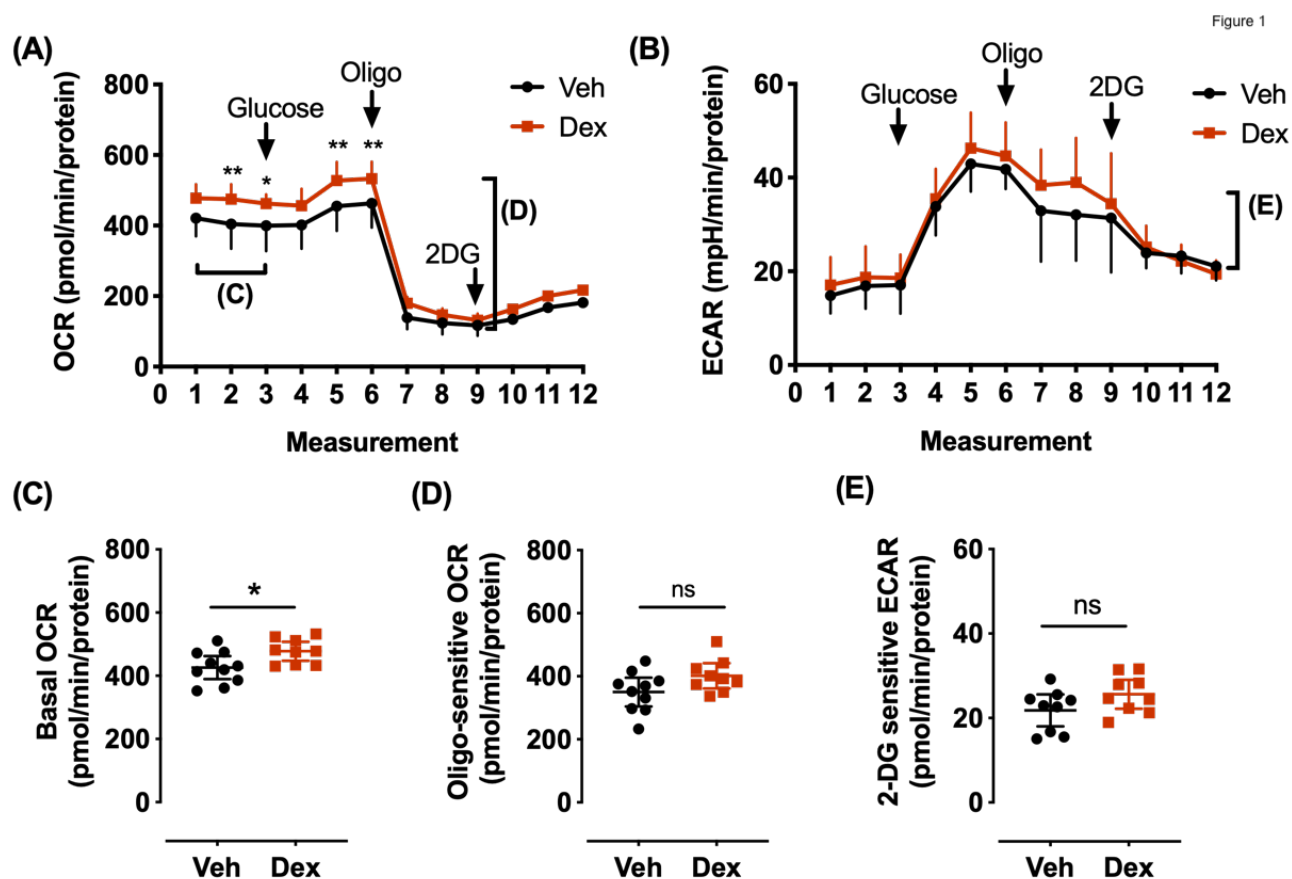 Figure 1
(A)
OCR (pmol/min/protein)
800
600
400
200
0
Glucose
Oligo
2DG
Veh
Dex
**
*
**
**
(C)
(D)
0 1 2 3 4 5 6 7 8 9 10 11 12
Measurement
(B)
ECAR (mpH/min/protein)
60
40
20
0
Glucose
Oligo
2DG
Veh
Dex
(E)
0 1 2 3 4 5 6 7 8 9 10 11 12
Measurement
(C)
Basal OCR
(pmol/min/protein)
800
600
400
400
0
*
Veh Dex
(D)
Oligo-sensitive OCR
(pmol/min/protein)
800
600
400
400
0
ns
Veh Dex
(E)
2-DG sensitive ECAR
(pmol/min/protein)
60
40
20
0
ns
Veh Dex